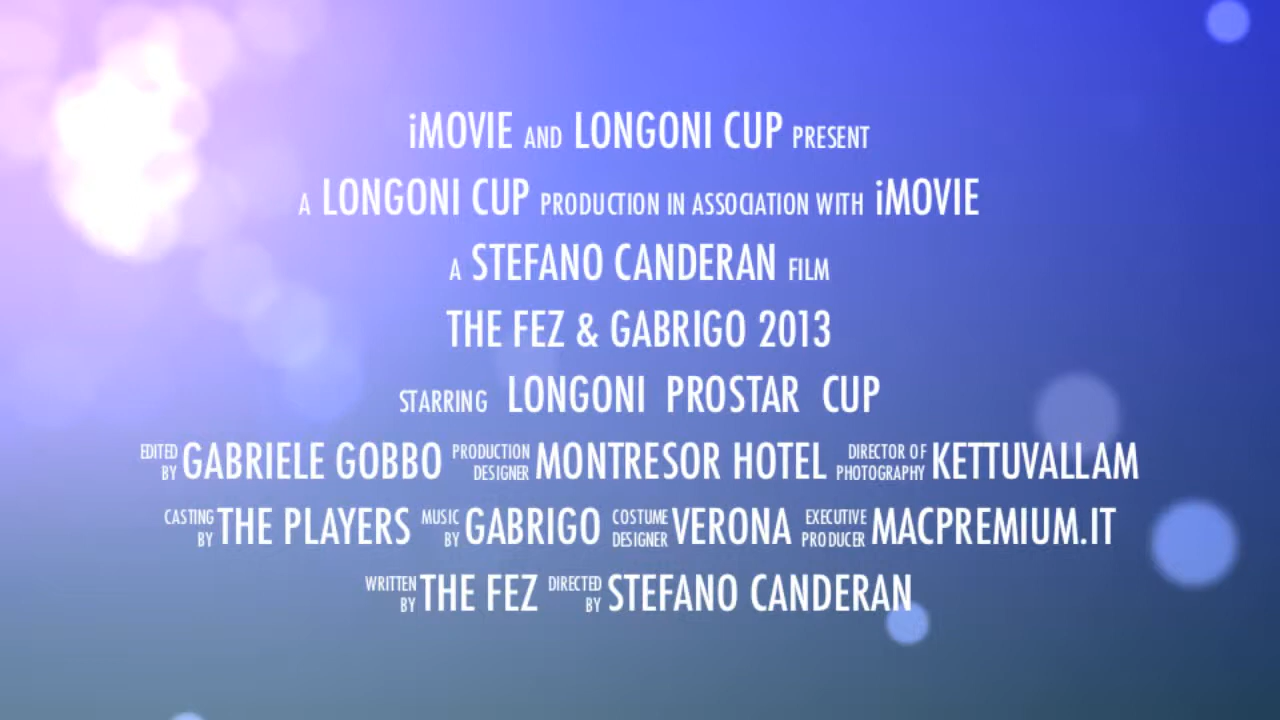 iMOVIE AND LONGONI CUP PRESENT
A LONGONI CUP PRODUCTION IN ASSOCIATION WITH iMOVIE
A STEFANO CANDERAN FILM
THE FEZ & GABRIGO 2013
STARRING LONGONI PROSTAR CUP
EDITED BY GABRIELE GOBBO PRODUCTION DESIGNER MONTRESOR HOTEL DIRECTOR OF PHOTOGRAPHY KETTUVALLAM
CASTING BY THE PLAYERS MUSIC BY GABRIGO COSTUME DESIGNER VERONA EXECUTIVE PRODUCER MACPREMIUM.IT
WRITTEN BY THE FEZ DIRECTED BY STEFANO CANDERAN